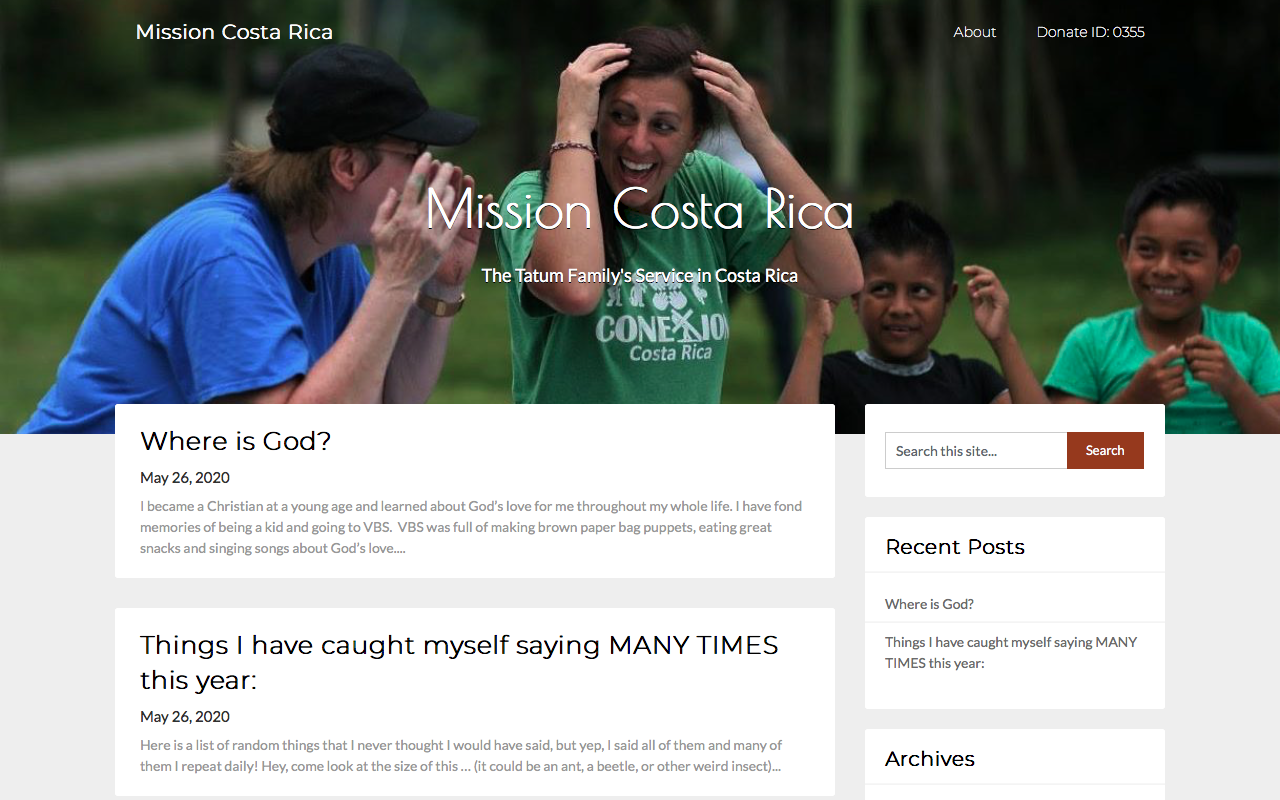 Mission Costa Rica
About
Donate ID: 0355
Mission Costa Rica
The Tatum Family's Service in Costa Rica
CONEXIO
Costa Rica
Where is God?
May 26, 2020
I became a Christian at a young age and learned about God’s love for me throughout my whole life. I have fond
memories of being a kid and going to VBS.  VBS was full of making brown paper bag puppets, eating great
snacks and singing songs about God’s love....
Things I have caught myself saying MANY TIMES
this year:
May 26, 2020
Here is a list of random things that I never thought I would have said, but yep, I said all of them and many of
them I repeat daily! Hey, come look at the size of this … (it could be an ant, a beetle, or other weird insect)...
Search this site...
Search
Recent Posts
Where is God?
Things I have caught myself saying MANY
TIMES this year:
Archives